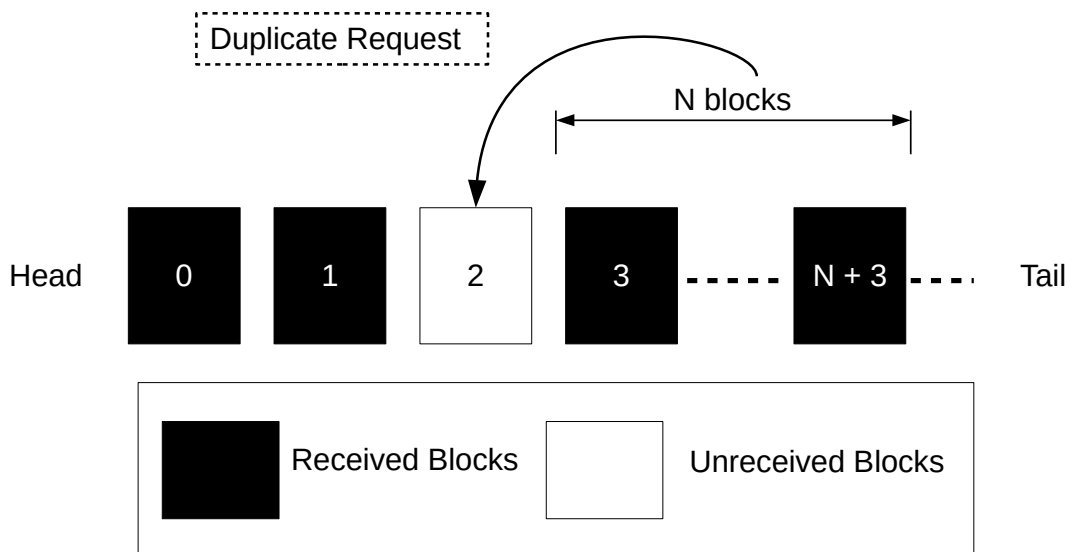 Duplicate Request
N blocks
Head
0
1
2
3
N + 3
Tail
Received Blocks
Unreceived Blocks